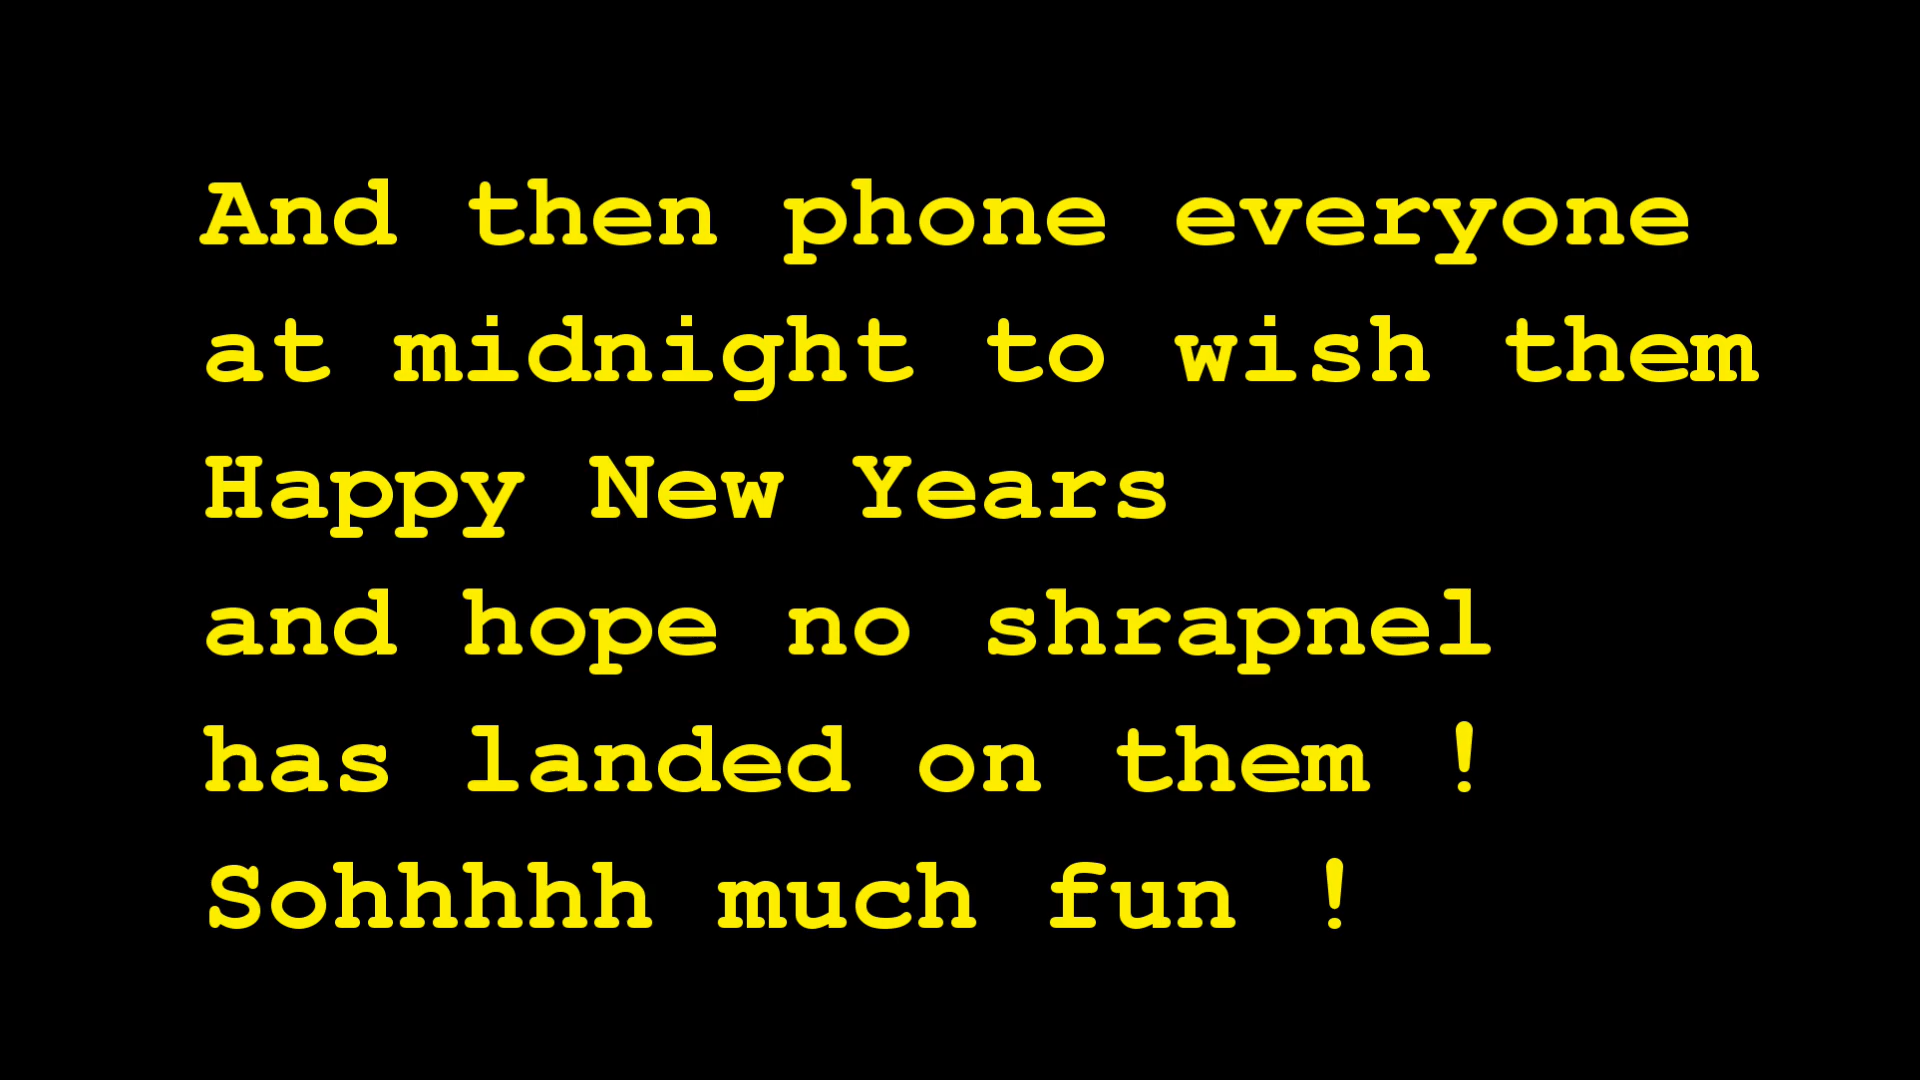 And then phone everyone
at midnight to wish them
Happy New Years
and hope no shrapnel
has landed on them !
Sohhhhh much fun !